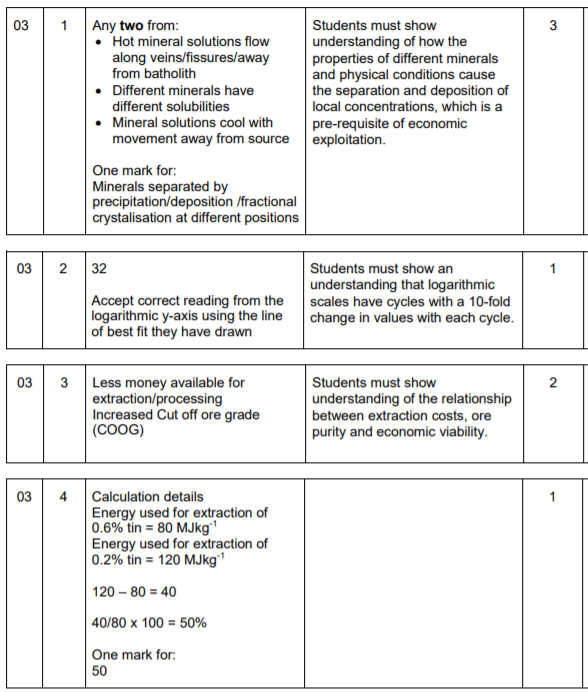 03 1 Any two from: Students must show 3
• Hot mineral solutions flow understanding of how the
along veins/fissures/away properties of different minerals
from batholith and physical conditions cause
• Different minerals have the separation and deposition of
different solubilities local concentrations, which is a
• Mineral solutions cool with pre-requisite of economic
movement away from source exploitation.
One mark for:
Minerals separated by
precipitation/deposition /fractional
crystalisation at different positions
03 2 32 Students must show an 1
understanding that logarithmic
Accept correct reading from the scales have cycles with a 10-fold
logarithmic y-axis using the line change in values with each cycle.
of best fit they have drawn
03 3 Less money available for Students must show 2
extraction/processing understanding of the relationship
Increased Cut off ore grade between extraction costs, ore
(COOG) purity and economic viability.
03 4 Calculation details 1
Energy used for extraction of
0.6% tin = 80 MJkg-1
Energy used for extraction of
0.2% tin = 120 MJkg-1
120 – 80 = 40
40/80 x 100 = 50%
One mark for:
50